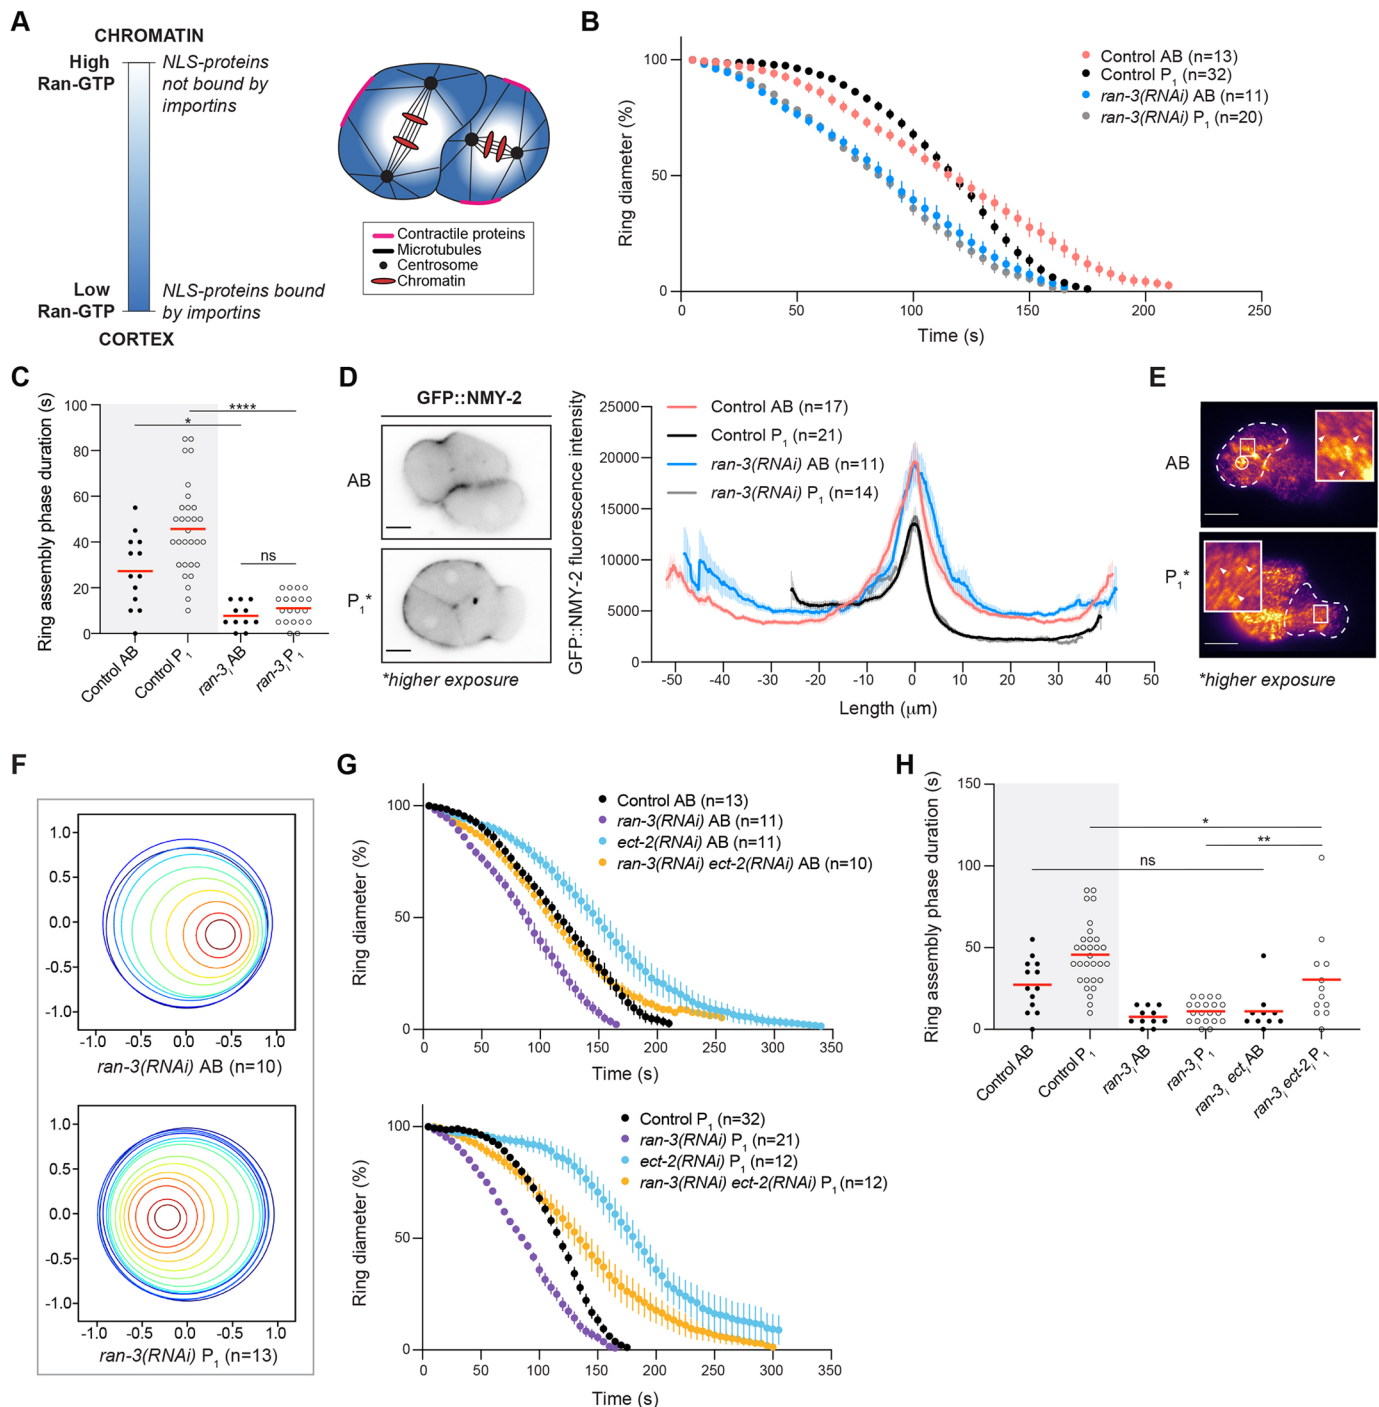 A
CHROMATIN
High
Ran-GTP
NLS-proteins
not bound by
importins
Low
Ran-GTP
NLS-proteins bound
by importins
CORTEX
Contractile proteins
Microtubules
Centrosome
Chromatin
B
Ring diameter (%)
100
50
0
0
50
100
150
200
250
Time (s)
Control AB (n=13)
Control P1 (n=32)
ran-3(RNAi) AB (n=11)
ran-3(RNAi) P1 (n=20)
C
Ring assembly phase duration (s)
100
80
60
40
20
0
****
*
ns
Control AB
Control P1
ran-3i AB
ran-3i P1
D
GFP::NMY-2
AB
P1*
*higher exposure
GFP::NMY-2 fluorescence intensity
25000
20000
15000
10000
5000
0
-50
-40
-30
-20
-10
0
10
20
30
40
50
Length (μm)
Control AB (n=17)
Control P1 (n=21)
ran-3(RNAi) AB (n=11)
ran-3(RNAi) P1 (n=14)
E
AB
P1*
*higher exposure
F
1.0
0.5
0.0
-0.5
-1.0
-1.0
-0.5
0.0
-0.5
1.0
ran-3(RNAi) AB (n=10)
1.0
0.5
0.0
-0.5
-1.0
-1.0
-0.5
0.0
-0.5
1.0
ran-3(RNAi) P1 (n=13)
G
Ring diameter (%)
100
50
0
0
50
100
150
200
250
300
350
Time (s)
Control AB (n=13)
ran-3(RNAi) AB (n=11)
ect-2(RNAi) AB (n=11)
ran-3(RNAi) ect-2(RNAi) AB (n=10)
Ring diameter (%)
100
50
0
0
50
100
150
200
250
300
350
Time (s)
Control P1 (n=32)
ran-3(RNAi) P1 (n=21)
ect-2(RNAi) P1 (n=12)
ran-3(RNAi) ect-2(RNAi) P1 (n=12)
H
Ring assembly phase duration (s)
150
100
50
0
*
**
ns
Control AB
Control P1
ran-3i AB
ran-3i P1
ran-3i ecti AB
ran-3i ect-2i P1